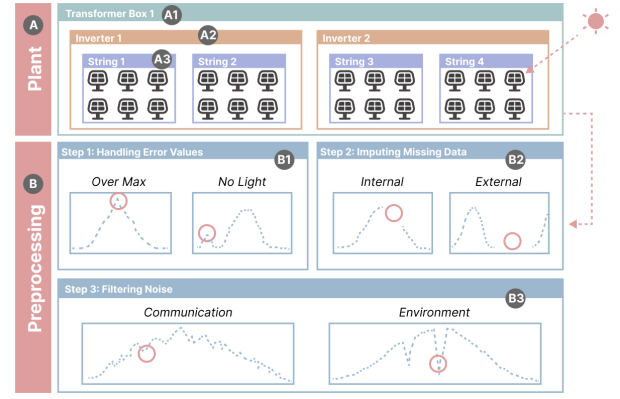 A
Plant
Transformer Box 1
A1
Inverter 1
A2
Inverter 2
String 1
A3
String 2
String 3
String 4
B
Preprocessing
Step 1: Handling Error Values
B1
Over Max
No Light
Step 2: Imputing Missing Data
B2
Internal
External
Step 3: Filtering Noise
B3
Communication
Environment